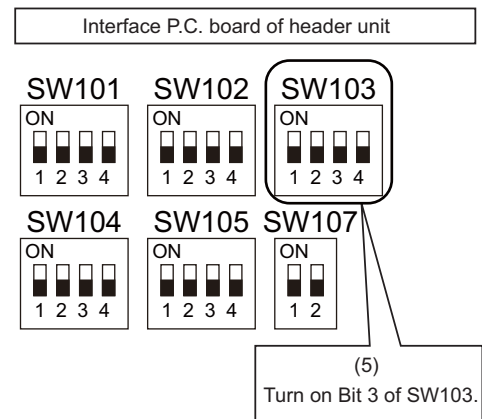 Interface P.C. board of header unit
SW101 SW102 SW103
ON ON ON
1 2 3 4 1 2 3 4 1 2 3 4
SW104 SW105 SW107
ON ON ON
1 2 3 4 1 2 3 4 1 2
(5)
Turn on Bit 3 of SW103.